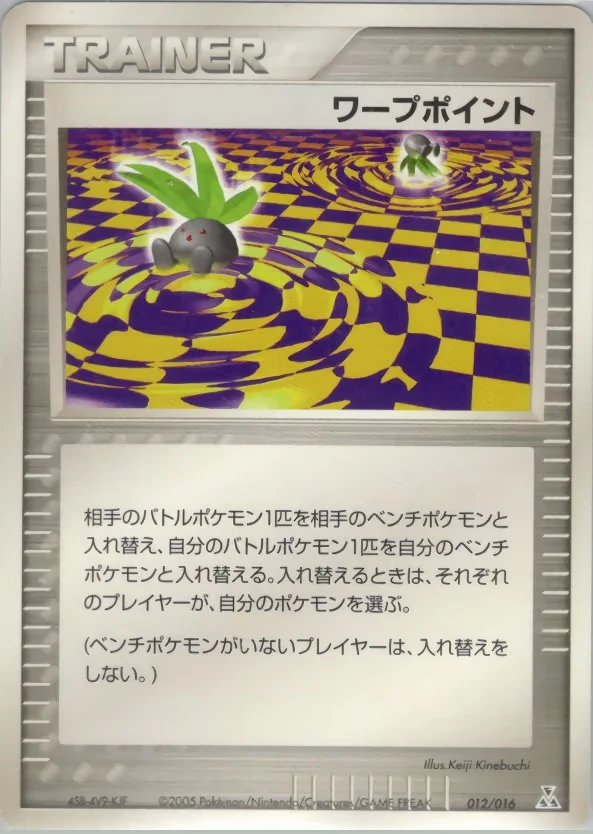 TRAINER
ワープポイント
相手のバトルポケモン1匹を相手のベンチポケモンと
入れ替え、自分のバトルポケモン1匹を自分のベンチ
ポケモンと入れ替える。入れ替えるときは、それぞれ
のプレイヤーが、自分のポケモンを選ぶ。
(ベンチポケモンがいないプレイヤーは、入れ替えを
しない。)
Illus. Keiji Kinebuchi
4S8-4V9-KJF ©2005 Pokémon/Nintendo/Creatures/GAME FREAK 012/016